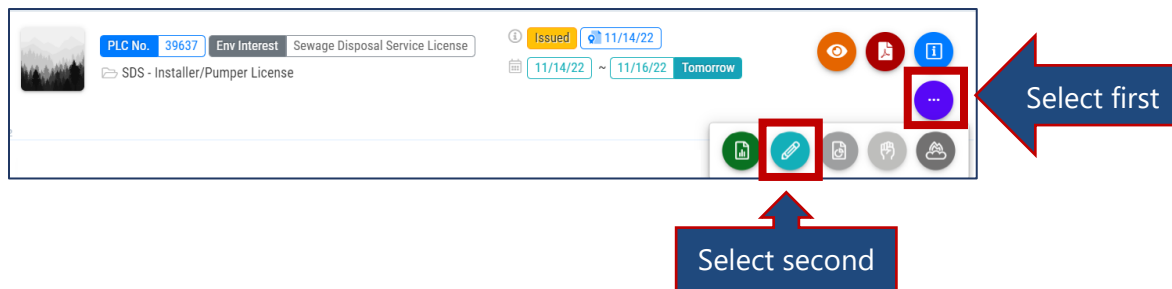 PLC No. 39637 Env Interest Sewage Disposal Service License
SDS - Installer/Pumper License
Issued 11/14/22
11/14/22 ~ 11/16/22 Tomorrow
Select first
Select second